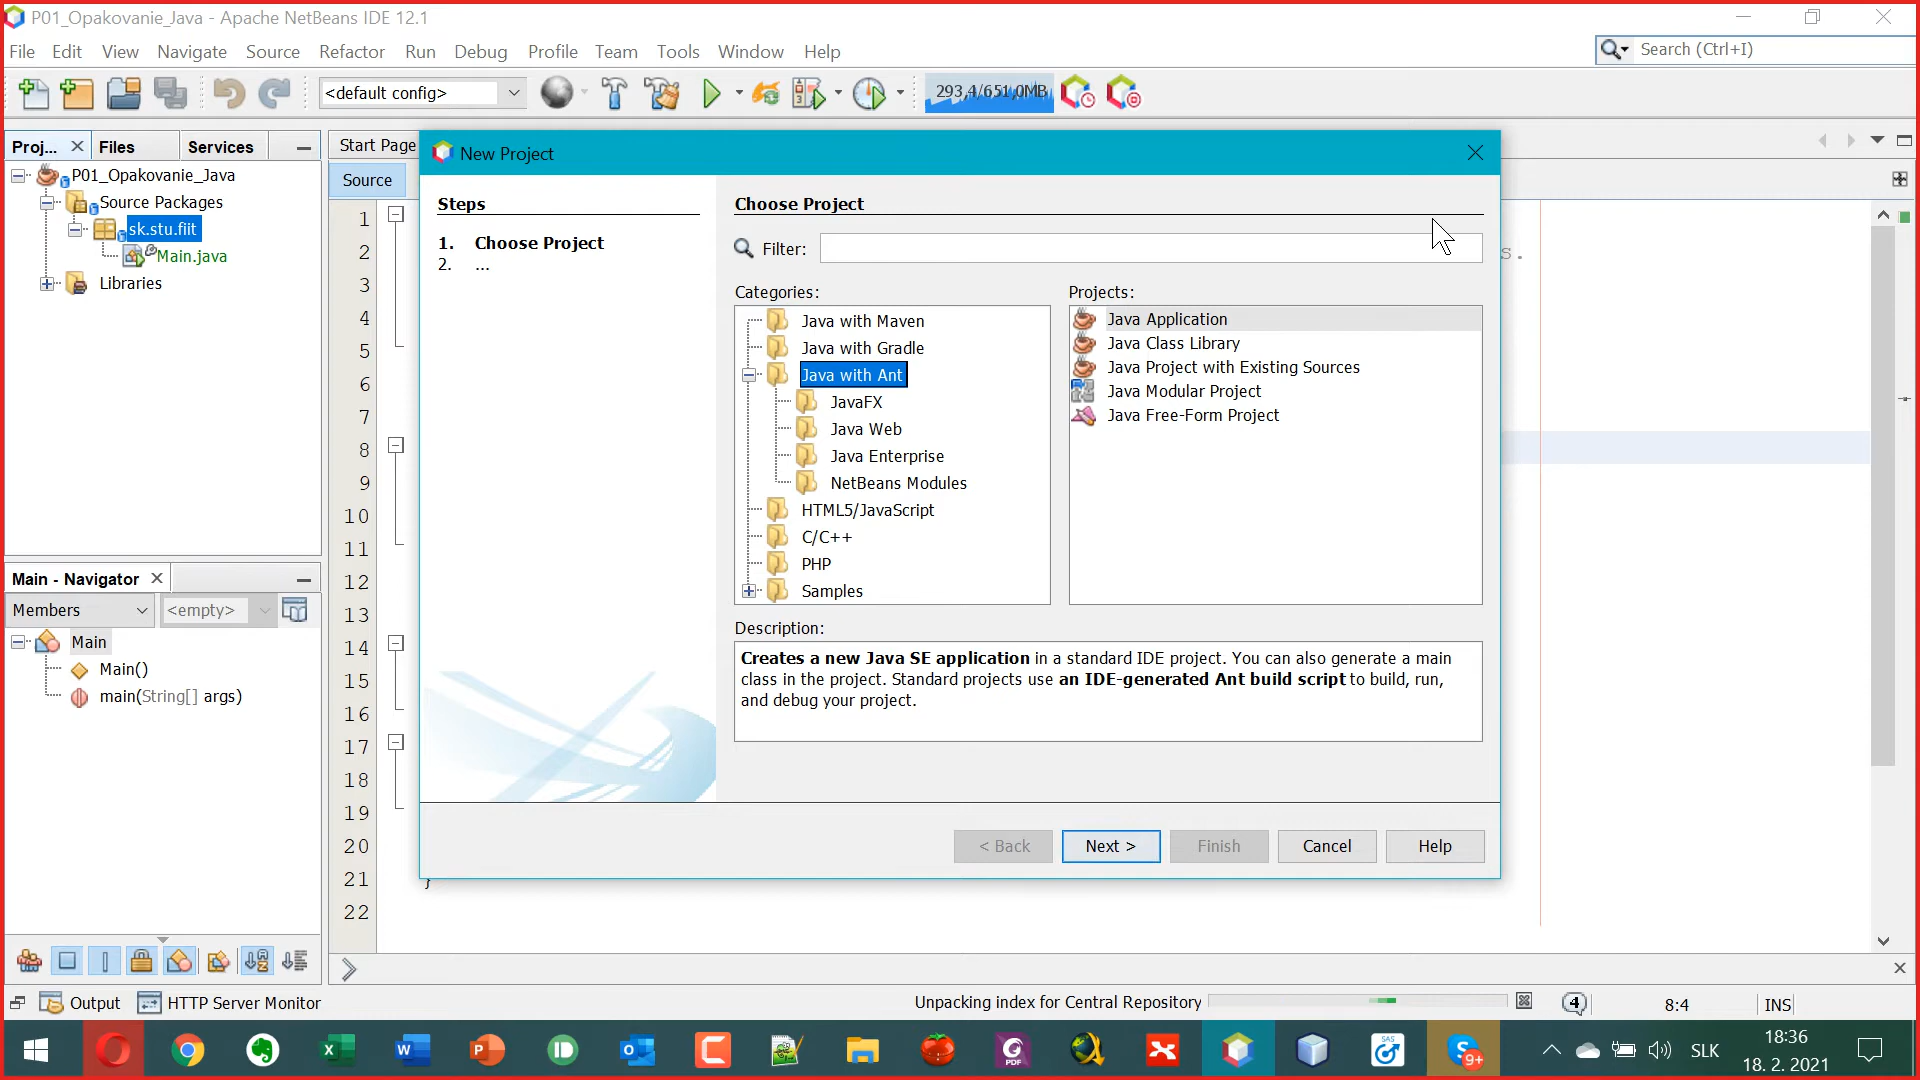 P01_Opakovanie_Java - Apache NetBeans IDE 12.1
File Edit View Navigate Source Refactor Run Debug Profile Team Tools Window Help
Search (Ctrl+I)
<default config>
293,4/651,0MB
Proj... Files Services
P01_Opakovanie_Java
Source Packages
sk.stu.fiit
Main.java
Libraries
Start Page
Source
1
2
3
4
5
6
7
8
9
10
11
12
13
14
15
16
17
18
19
20
21
22
s.
}
New Project
Steps
1. Choose Project
2. ...
Choose Project
Filter:
Categories:
Java with Maven
Java with Gradle
Java with Ant
JavaFX
Java Web
Java Enterprise
NetBeans Modules
HTML5/JavaScript
C/C++
PHP
Samples
Projects:
Java Application
Java Class Library
Java Project with Existing Sources
Java Modular Project
Java Free-Form Project
Description:
Creates a new Java SE application in a standard IDE project. You can also generate a main
class in the project. Standard projects use an IDE-generated Ant build script to build, run,
and debug your project.
< Back Next > Finish Cancel Help
Main - Navigator
Members <empty>
Main
Main()
main(String[] args)
Output HTTP Server Monitor
Unpacking index for Central Repository
4
8:4
INS
9+
SLK
18:36
18. 2. 2021